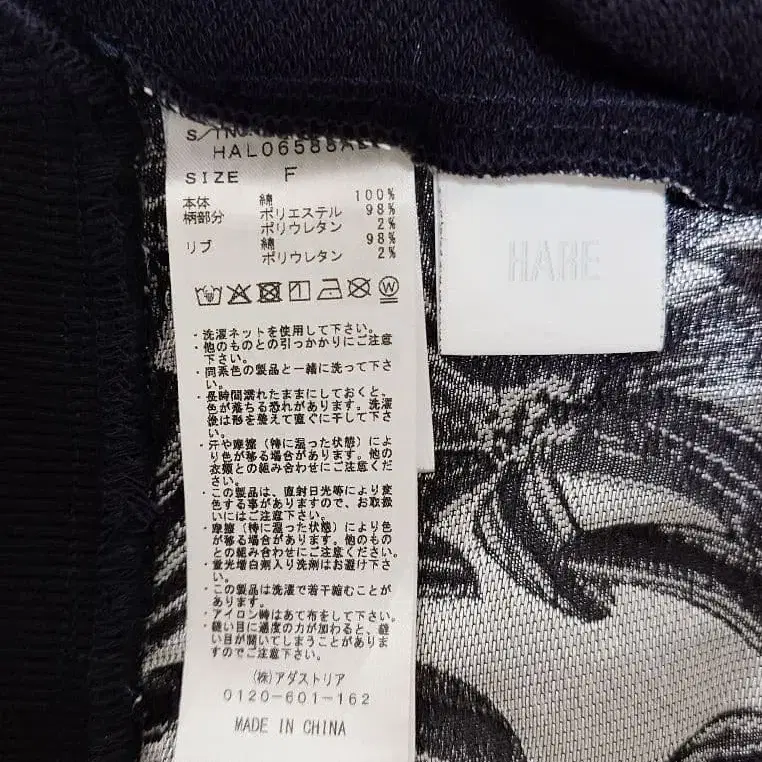 HAL06588
SIZE F
本体 綿 100%
柄部分 ポリエステル 98%
ポリウレタン 2%
リブ 綿 98%
ポリウレタン 2%
W
・洗濯ネットを使用して下さい。
・他のものとの引っかかりにご注意
下さい。
・同系色の製品と一緒に洗って下さ
い。
・長時間濡れたままにしておくと、
色が落ちる恐れがあります。洗濯
後は形を整えて直ぐに干して下さ
い。
・汗や摩擦（特に湿った状態）によ
り色が移る場合があります。他の
衣類との組み合わせにご注意くだ
さい。
・この製品は、直射日光等により変
色する事がありますので、お取扱
いにはご注意下さい。
・摩擦（特に湿った状態）により色
が移る場合があります。他のもの
との組み合わせにご注意下さい。
・蛍光増白剤入り洗剤はお避け下さ
い。
・この製品は洗濯で若干縮むことが
あります。
・アイロン時はあて布をして下さい。
・縫い目に過度の力が加わると、縫
い目が開いてしまうことがありま
すのでご注意下さい。
(株)アダストリア
0120-601-162
MADE IN CHINA
HARE